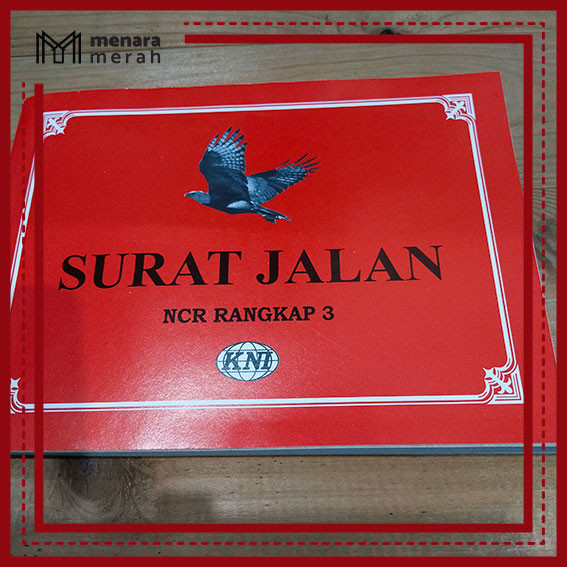 menara
merah
SURAT JALAN
NCR RANGKAP 3
KNI